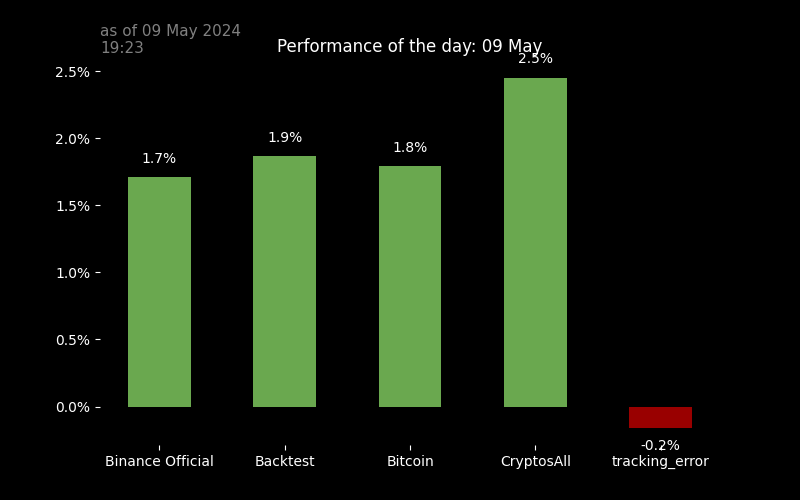 as of 09 May 2024
19:23
Performance of the day: 09 May
2.5%
2.0%
1.5%
1.0%
0.5%
0.0%
1.7%
1.9%
1.8%
2.5%
-0.2%
Binance Official
Backtest
Bitcoin
CryptosAll
tracking_error